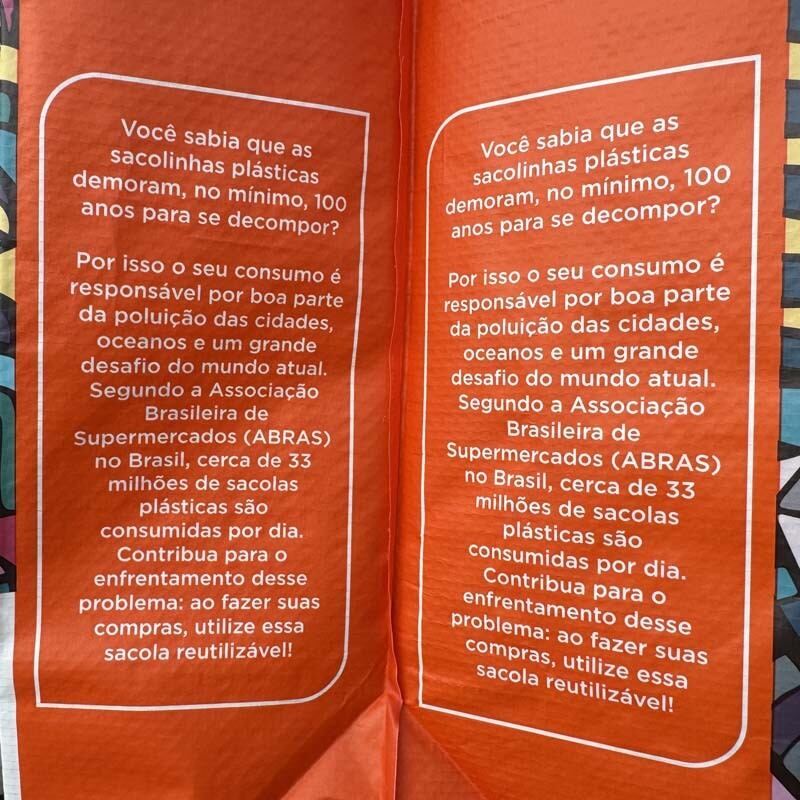 Você sabia que as
sacolinhas plásticas
demoram, no mínimo, 100
anos para se decompor?
Por isso o seu consumo é
responsável por boa parte
da poluição das cidades,
oceanos e um grande
desafio do mundo atual.
Segundo a Associação
Brasileira de
Supermercados (ABRAS)
no Brasil, cerca de 33
milhões de sacolas
plásticas são
consumidas por dia.
Contribua para o
enfrentamento desse
problema: ao fazer suas
compras, utilize essa
sacola reutilizável!
Você sabia que as
sacolinhas plásticas
demoram, no mínimo, 100
anos para se decompor?
Por isso o seu consumo é
responsável por boa parte
da poluição das cidades,
oceanos e um grande
desafio do mundo atual.
Segundo a Associação
Brasileira de
Supermercados (ABRAS)
no Brasil, cerca de 33
milhões de sacolas
plásticas são
consumidas por dia.
Contribua para o
enfrentamento desse
problema: ao fazer suas
compras, utilize essa
sacola reutilizável!